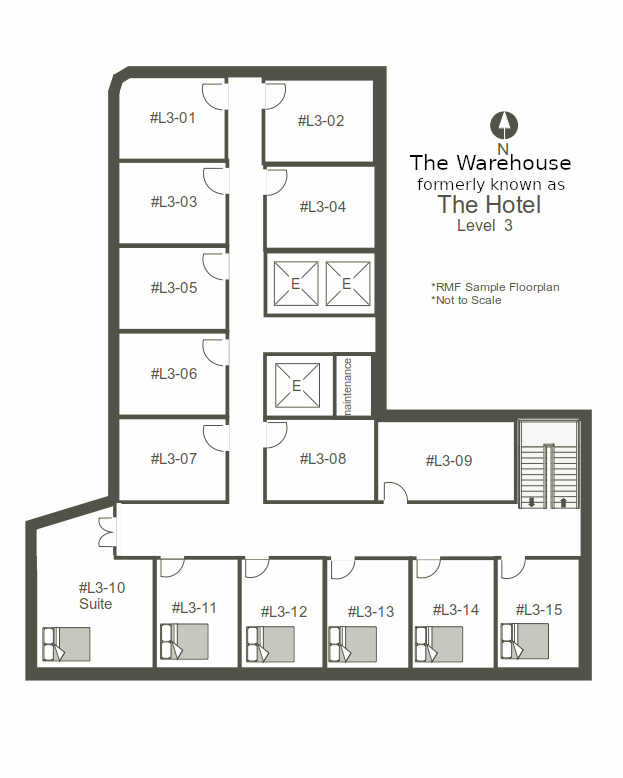 #L3-01
#L3-02
N
The Warehouse
formerly known as
The Hotel
Level 3
#L3-03
#L3-04
#L3-05
E E
*RMF Sample Floorplan
*Not to Scale
#L3-06
E
maintenance
#L3-07
#L3-08
#L3-09
#L3-10
Suite
#L3-11
#L3-12
#L3-13
#L3-14
#L3-15